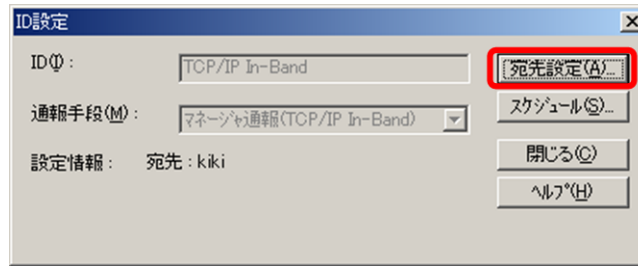 ID設定
ID(I):
TCP/IP In-Band
宛先設定(A)...
通報手段(M):
マネージャ通報(TCP/IP In-Band)
スケジュール(S)...
設定情報: 宛先:kiki
閉じる(C)
ヘルプ(H)